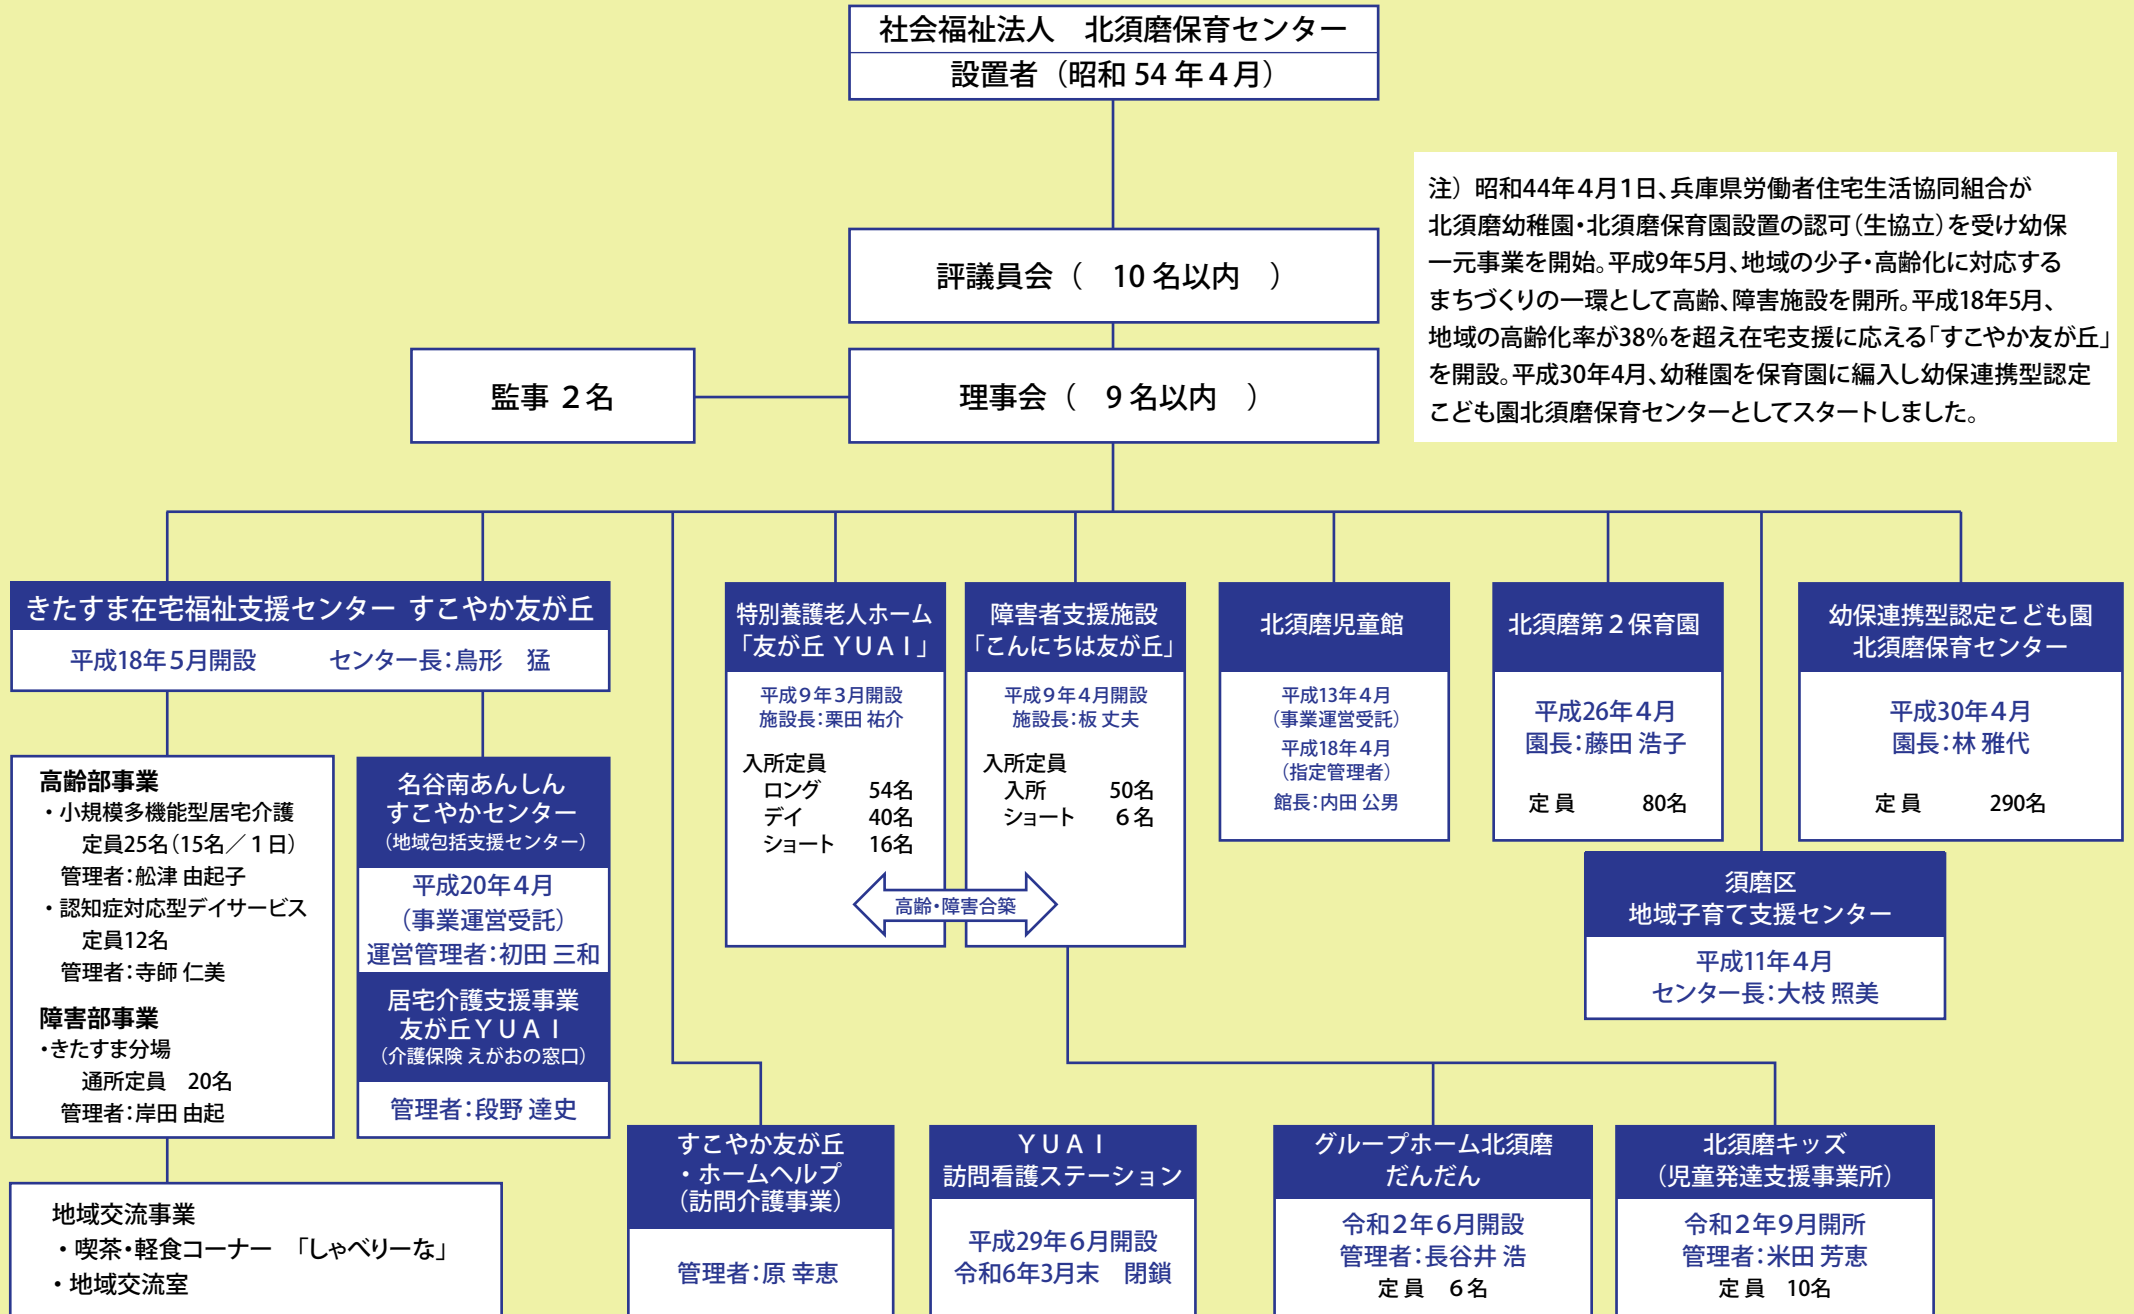 社会福祉法人　北須磨保育センター
設置者（昭和 54 年４月）
評議員会（　10 名以内　）
監事 ２名
理事会（　９名以内　）
注）昭和44年４月１日、兵庫県労働者住宅生活協同組合が
北須磨幼稚園・北須磨保育園設置の認可（生協立）を受け幼保
一元事業を開始。平成9年5月、地域の少子・高齢化に対応する
まちづくりの一環として高齢、障害施設を開所。平成18年5月、
地域の高齢化率が38%を超え在宅支援に応える「すこやか友が丘」
を開設。平成30年4月、幼稚園を保育園に編入し幼保連携型認定
こども園北須磨保育センターとしてスタートしました。
きたすま在宅福祉支援センター すこやか友が丘
平成18年５月開設　センター長：鳥形　猛
高齢部事業
・小規模多機能型居宅介護
定員25名（15名／１日）
管理者：舩津 由起子
・認知症対応型デイサービス
定員12名
管理者：寺師 仁美
障害部事業
・きたすま分場
通所定員　20名
管理者：岸田 由起
地域交流事業
・喫茶・軽食コーナー　「しゃべりーな」
・地域交流室
名谷南あんしん
すこやかセンター
（地域包括支援センター）
平成20年４月
（事業運営受託）
運営管理者：初田 三和
居宅介護支援事業
友が丘ＹＵＡＩ
（介護保険 えがおの窓口）
管理者：段野 達史
すこやか友が丘
・ホームヘルプ
（訪問介護事業）
管理者：原 幸恵
特別養護老人ホーム
「友が丘 ＹＵＡＩ」
平成９年３月開設
施設長：栗田 祐介
入所定員
ロング　54名
デイ　40名
ショート　16名
障害者支援施設
「こんにちは友が丘」
平成９年４月開設
施設長：板 丈夫
入所定員
入所　50名
ショート　６名
高齢・障害合築
ＹＵＡＩ
訪問看護ステーション
平成29年６月開設
令和6年3月末　閉鎖
北須磨児童館
平成13年４月
（事業運営受託）
平成18年４月
（指定管理者）
館長：内田 公男
北須磨第２保育園
平成26年４月
園長：藤田 浩子
定 員　80名
幼保連携型認定こども園
北須磨保育センター
平成30年４月
園長：林 雅代
定 員　290名
須磨区
地域子育て支援センター
平成11年４月
センター長：大枝 照美
グループホーム北須磨
だんだん
令和２年６月開設
管理者：長谷井 浩
定 員　６名
北須磨キッズ
（児童発達支援事業所）
令和２年９月開所
管理者：米田 芳恵
定 員　10名